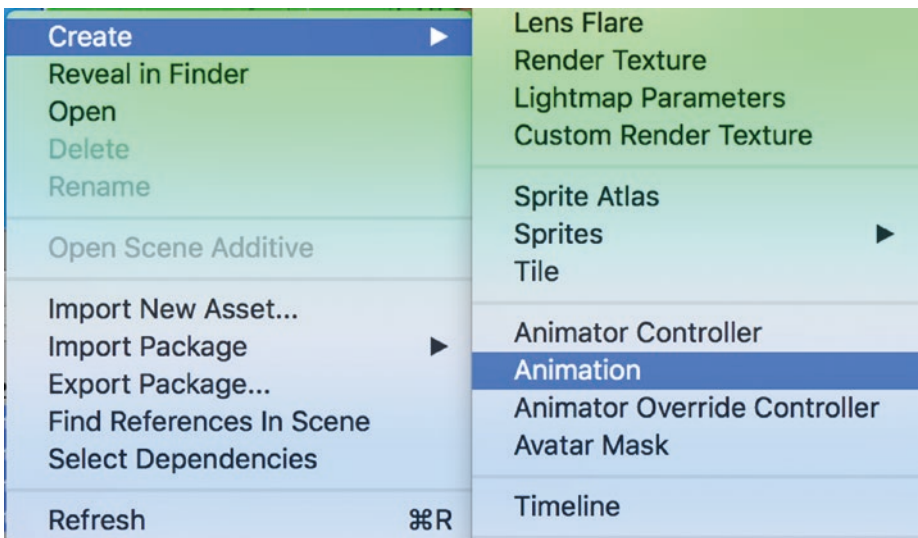 Create
Reveal in Finder
Open
Delete
Rename
Open Scene Additive
Import New Asset...
Import Package
Export Package...
Find References In Scene
Select Dependencies
Refresh ⌘R
Lens Flare
Render Texture
Lightmap Parameters
Custom Render Texture
Sprite Atlas
Sprites
Tile
Animator Controller
Animation
Animator Override Controller
Avatar Mask
Timeline